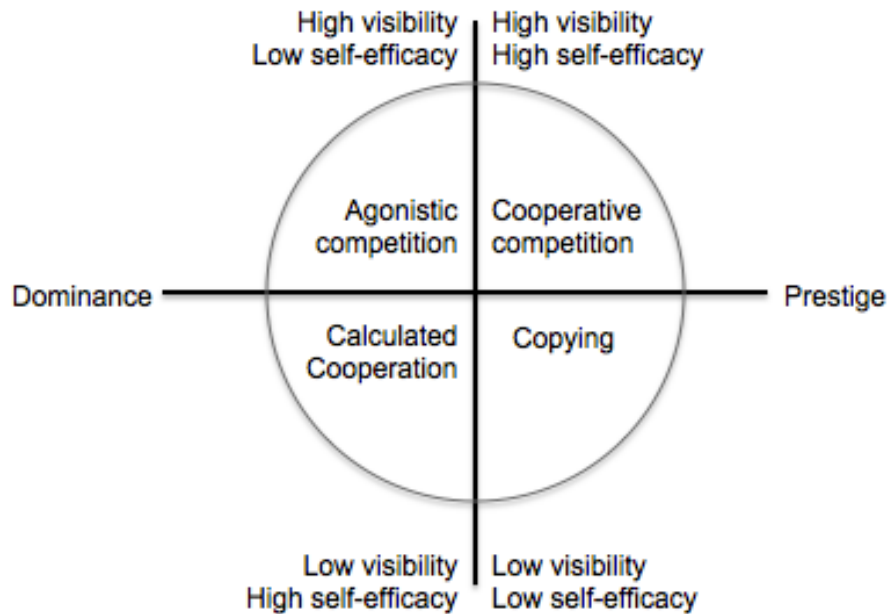 High visibility
Low self-efficacy
High visibility
High self-efficacy
Agonistic
competition
Cooperative
competition
Dominance
Prestige
Calculated
Cooperation
Copying
Low visibility
High self-efficacy
Low visibility
Low self-efficacy